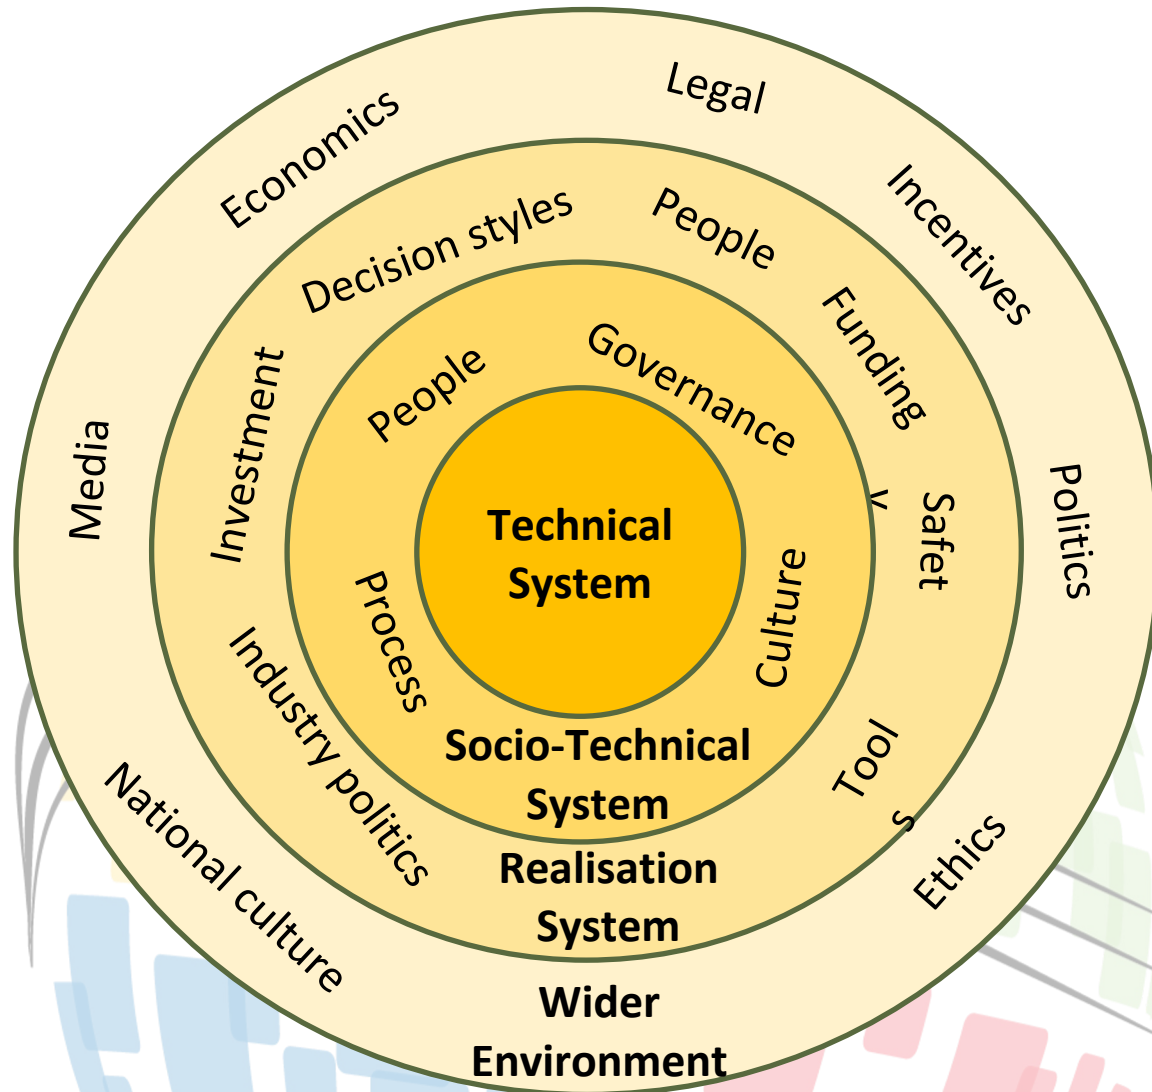 Legal
Economics
Incentives
Media
Politics
National culture
Ethics
Decision styles
People
Funding
Investment
Safet
y
Industry politics
Tool
s
People
Governance
Process
Culture
Technical
System
Socio-Technical
System
Realisation
System
Wider
Environment